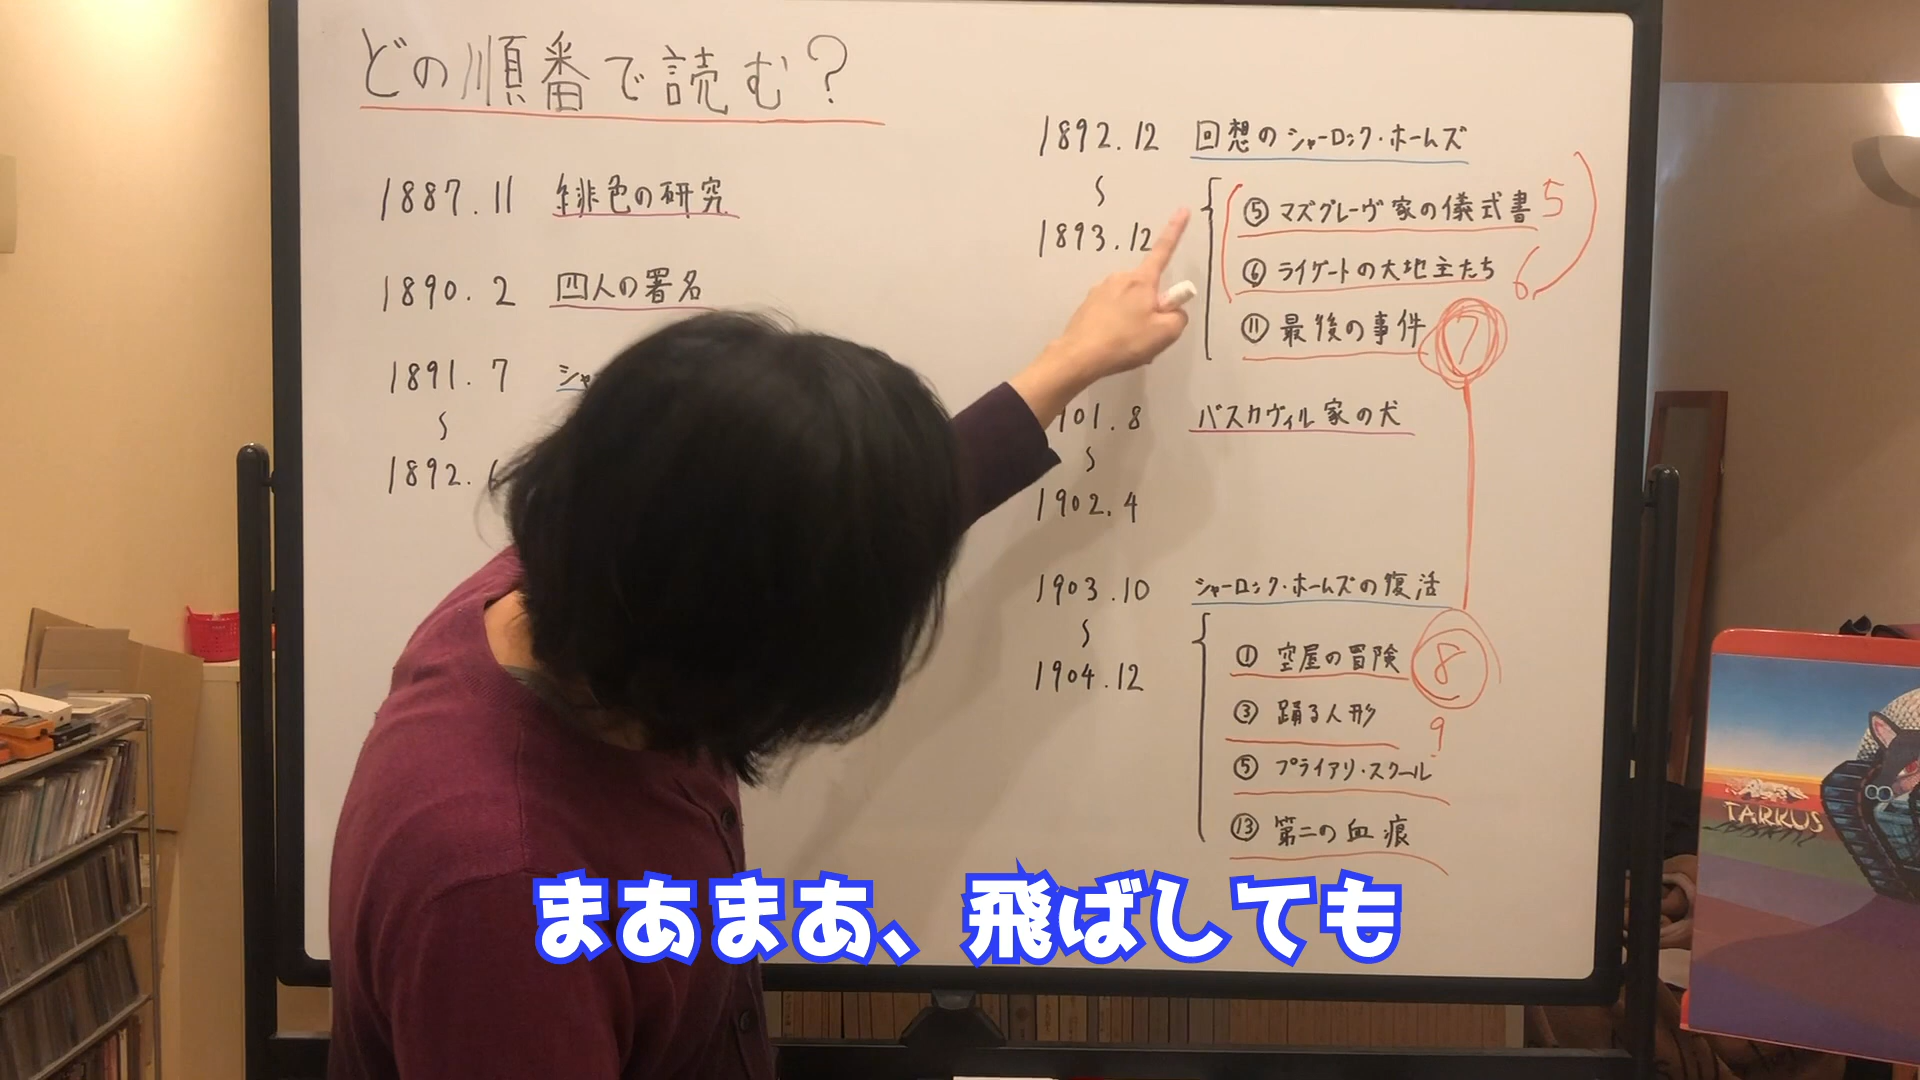 どの順番で読む?
1887.11 緋色の研究
1890.2 四人の署名
1891.7 シャ
〜
1892.
1892.12 回想のシャーロック・ホームズ
〜
1893.12
⑤ マズグレーヴ家の儀式書 5
⑥ ライゲートの大地主たち 6
⑪ 最後の事件 7
901.8 バスカヴィル家の犬
〜
1902.4
1903.10 シャーロック・ホームズの復活
〜
1904.12
① 空屋の冒険 8
③ 踊る人形 9
⑤ プライアリ・スクール
⑬ 第二の血痕
TARKUS
まあまあ、飛ばしても